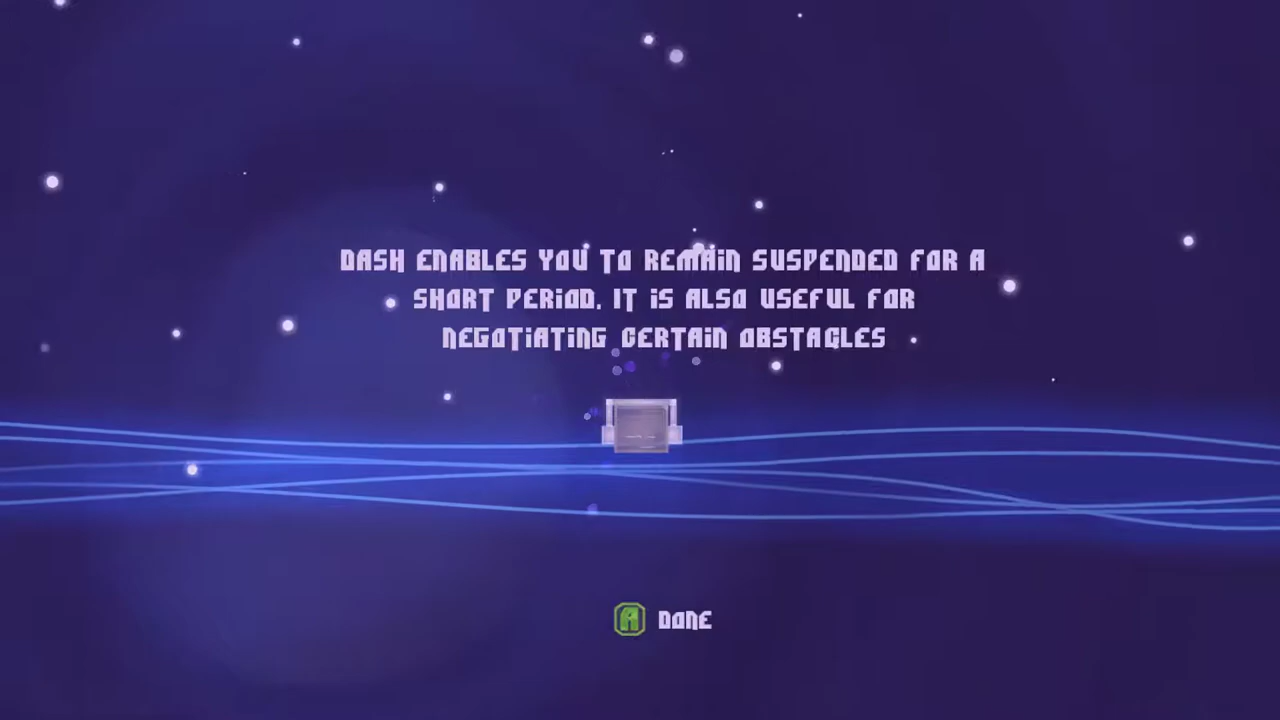 DASH ENABLES YOU TO REMAIN SUSPENDED FOR A
SHORT PERIOD. IT IS ALSO USEFUL FOR
NEGOTIATING CERTAIN OBSTACLES
A DONE